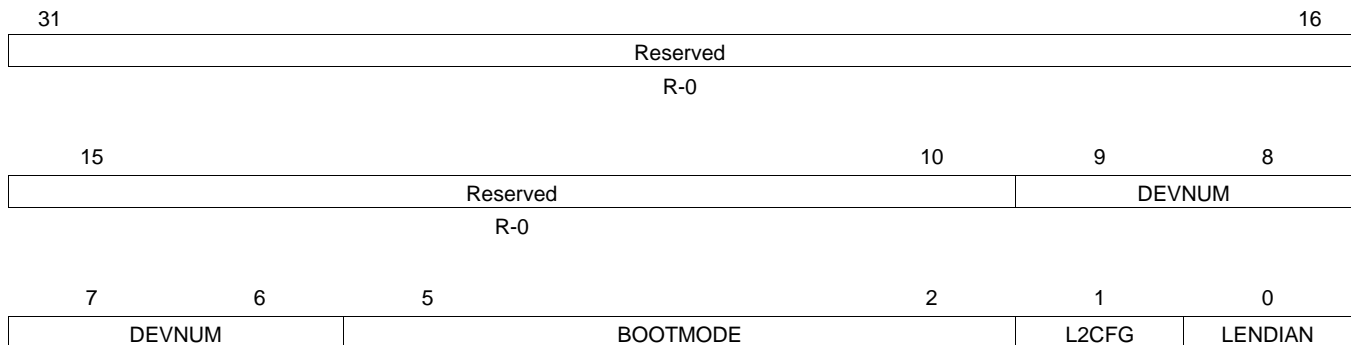 31 16
Reserved
R-0
15 10 9 8
Reserved DEVNUM
R-0
7 6 5 2 1 0
DEVNUM BOOTMODE L2CFG LENDIAN